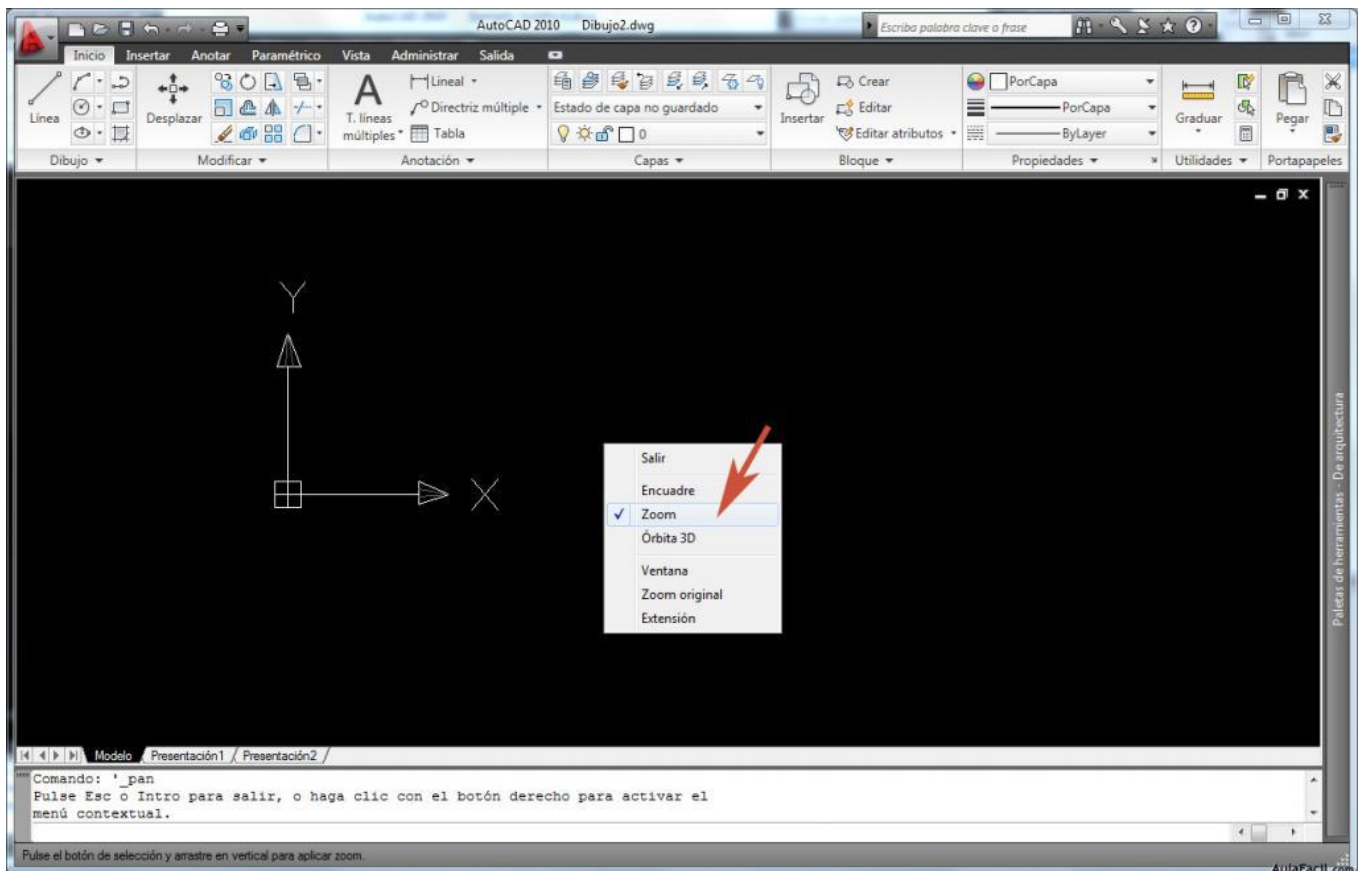 AutoCAD 2010 Dibujo2.dwg
Escriba palabra clave o frase
Inicio Insertar Anotar Paramétrico Vista Administrar Salida
Línea
Desplazar
A
T. líneas
múltiples
Lineal
Directriz múltiple
Tabla
Estado de capa no guardado
0
Insertar
Crear
Editar
Editar atributos
PorCapa
PorCapa
ByLayer
Graduar
Pegar
Dibujo Modificar Anotación Capas Bloque Propiedades Utilidades Portapapeles
Y
X
Salir
Encuadre
Zoom
Órbita 3D
Ventana
Zoom original
Extensión
Paletas de herramientas - De arquitectura
Modelo Presentación1 Presentación2
Comando: '_pan
Pulse Esc o Intro para salir, o haga clic con el botón derecho para activar el
menú contextual.
Pulse el botón de selección y arrastre en vertical para aplicar zoom.
AulaFacil.com